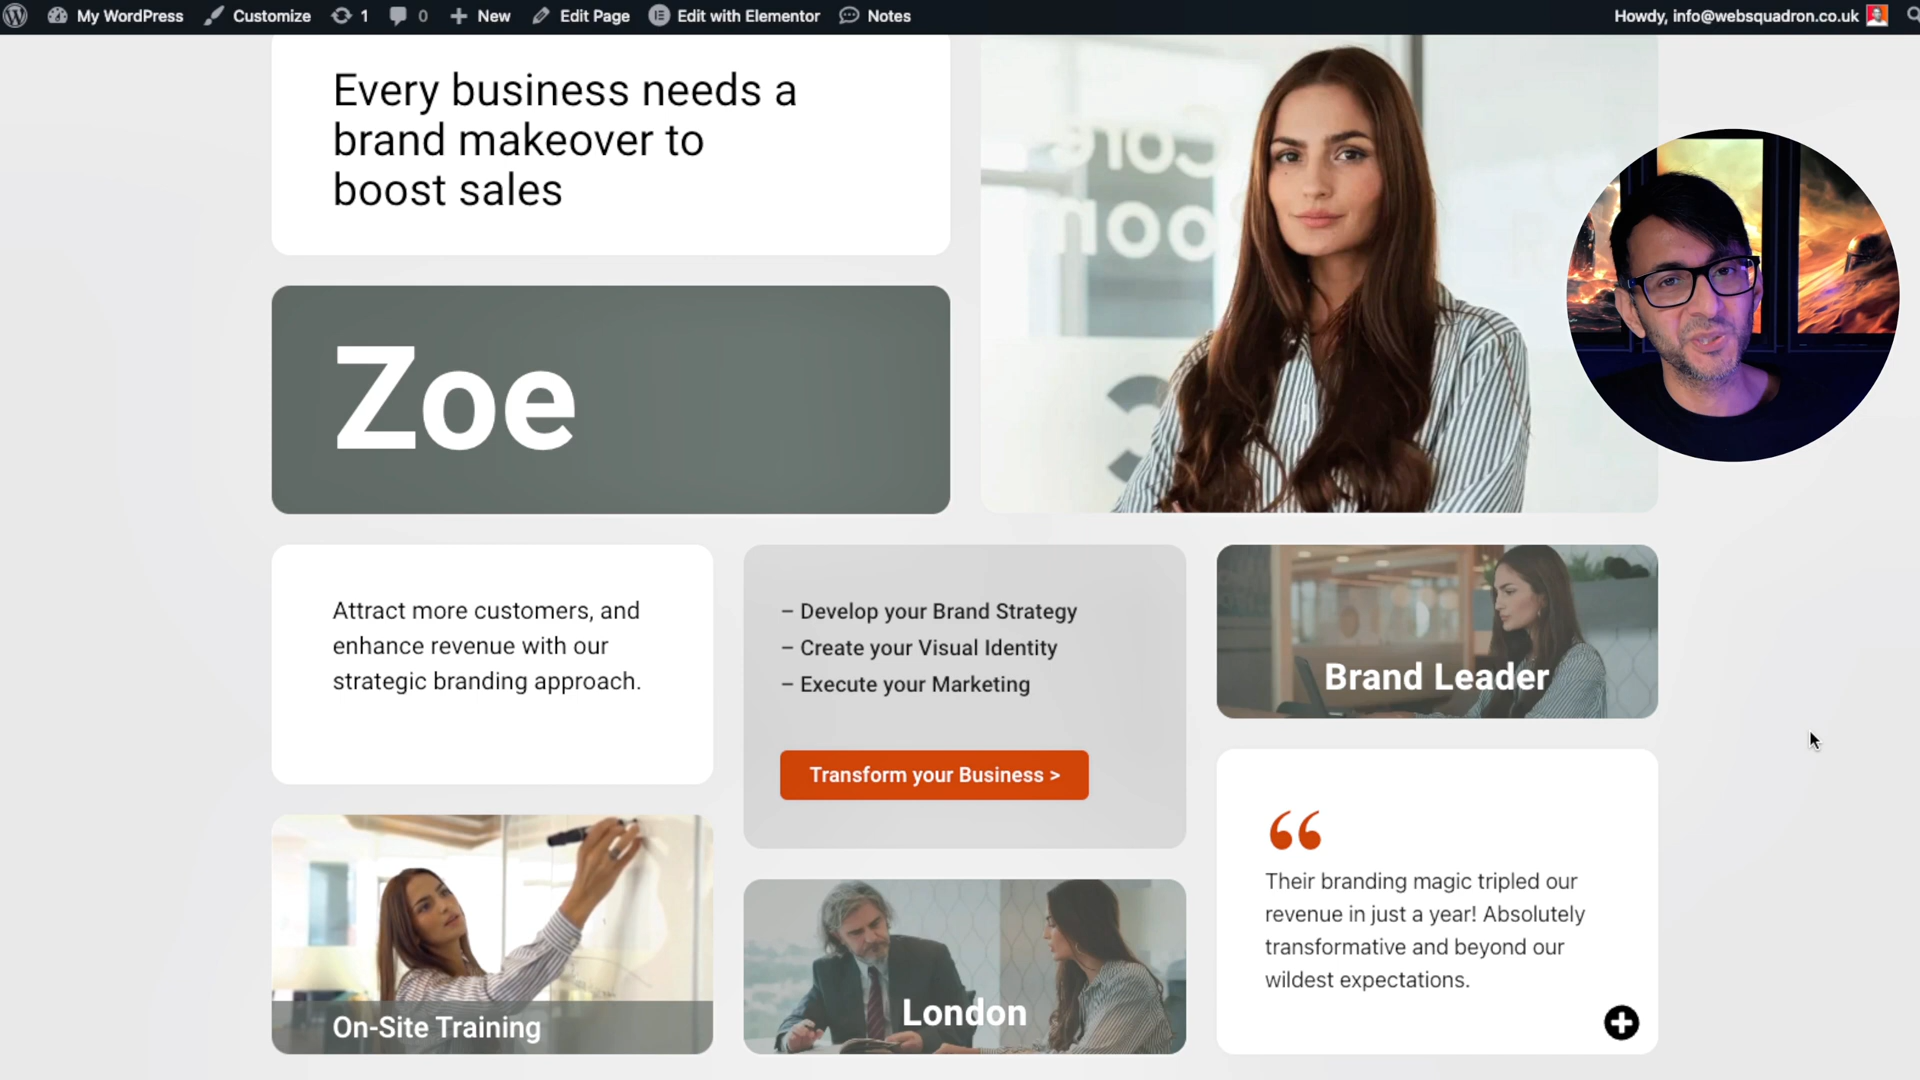 My WordPress
Customize
1
0
New
Edit Page
Edit with Elementor
Notes
Howdy, info@websquadron.co.uk
Every business needs a
brand makeover to
boost sales
Zoe
Attract more customers, and
enhance revenue with our
strategic branding approach.
– Develop your Brand Strategy
– Create your Visual Identity
– Execute your Marketing
Transform your Business >
Brand Leader
On-Site Training
London
“
Their branding magic tripled our
revenue in just a year! Absolutely
transformative and beyond our
wildest expectations.